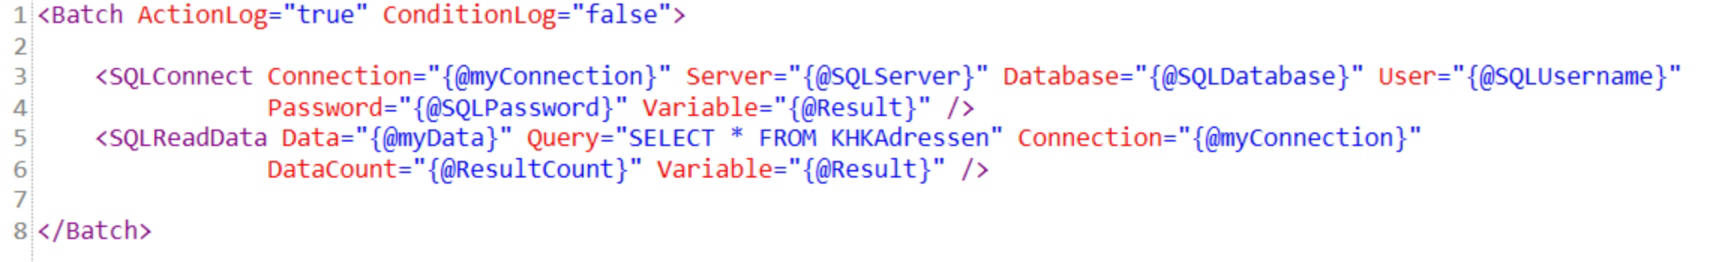 1 <Batch ActionLog="true" ConditionLog="false">
2
3     <SQLConnect Connection="{@myConnection}" Server="{@SQLServer}" Database="{@SQLDatabase}" User="{@SQLUsername}"
4                 Password="{@SQLPassword}" Variable="{@Result}" />
5     <SQLReadData Data="{@myData}" Query="SELECT * FROM KHKAdressen" Connection="{@myConnection}"
6                 DataCount="{@ResultCount}" Variable="{@Result}" />
7
8 </Batch>